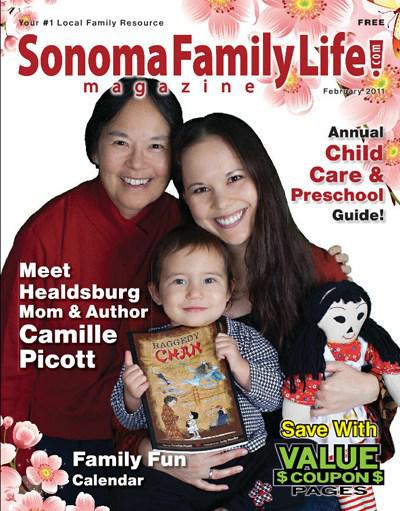 Your #1 Local Family Resource
FREE
SonomaFamilyLife.com
magazine
February 2011
Annual
Child
Care &
Preschool
Guide!
Meet
Healdsburg
Mom & Author
Camille
Picott
RAGGEDY
CHAN
Save With
VALUE
$ COUPON $
PAGES
Family Fun
Calendar